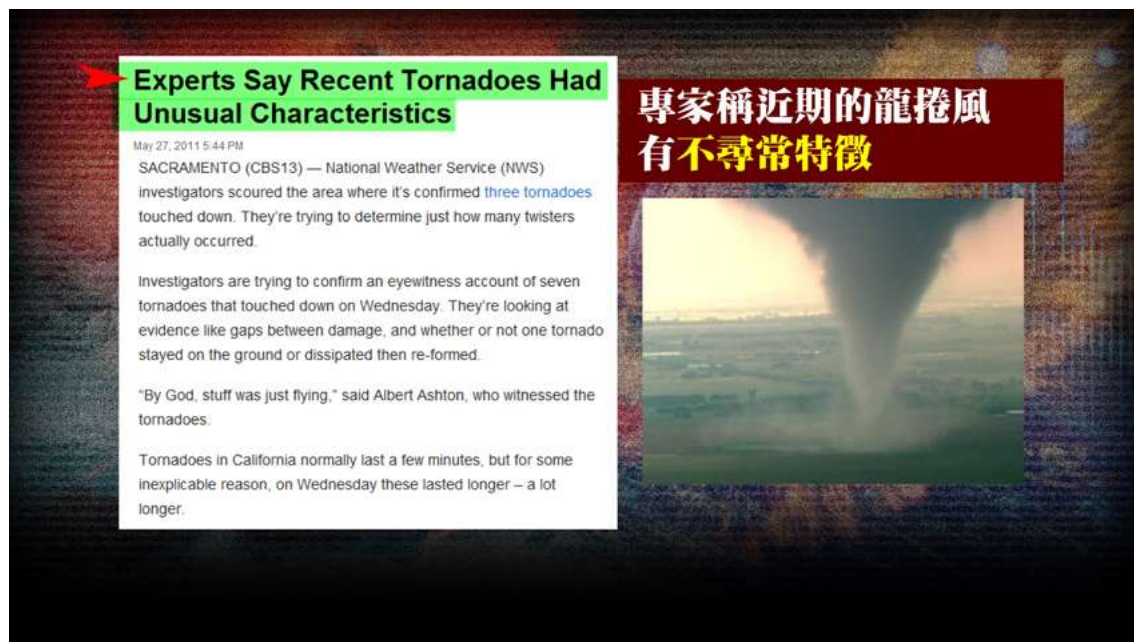 Experts Say Recent Tornadoes Had
Unusual Characteristics
May 27, 2011 5:44 PM
SACRAMENTO (CBS13) — National Weather Service (NWS)
investigators scoured the area where it's confirmed three tornadoes
touched down. They're trying to determine just how many twisters
actually occurred.
Investigators are trying to confirm an eyewitness account of seven
tornadoes that touched down on Wednesday. They're looking at
evidence like gaps between damage, and whether or not one tornado
stayed on the ground or dissipated then re-formed.
“By God, stuff was just flying,” said Albert Ashton, who witnessed the
tornadoes.
Tornadoes in California normally last a few minutes, but for some
inexplicable reason, on Wednesday these lasted longer – a lot
longer.
專家稱近期的龍捲風
有不尋常特徵